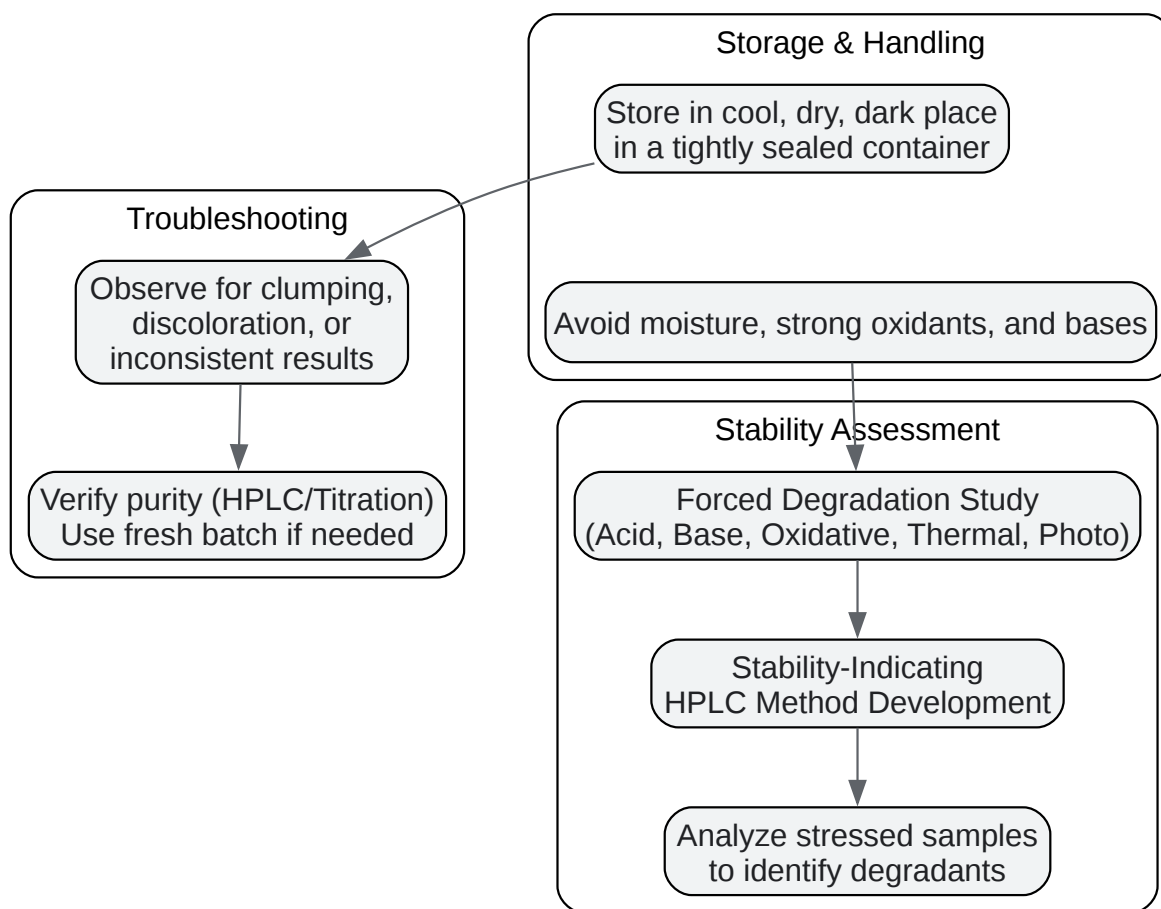 Storage & Handling
Store in cool, dry, dark place
in a tightly sealed container
Avoid moisture, strong oxidants, and bases
Troubleshooting
Observe for clumping,
discoloration, or
inconsistent results
Verify purity (HPLC/Titration)
Use fresh batch if needed
Stability Assessment
Forced Degradation Study
(Acid, Base, Oxidative, Thermal, Photo)
Stability-Indicating
HPLC Method Development
Analyze stressed samples
to identify degradants